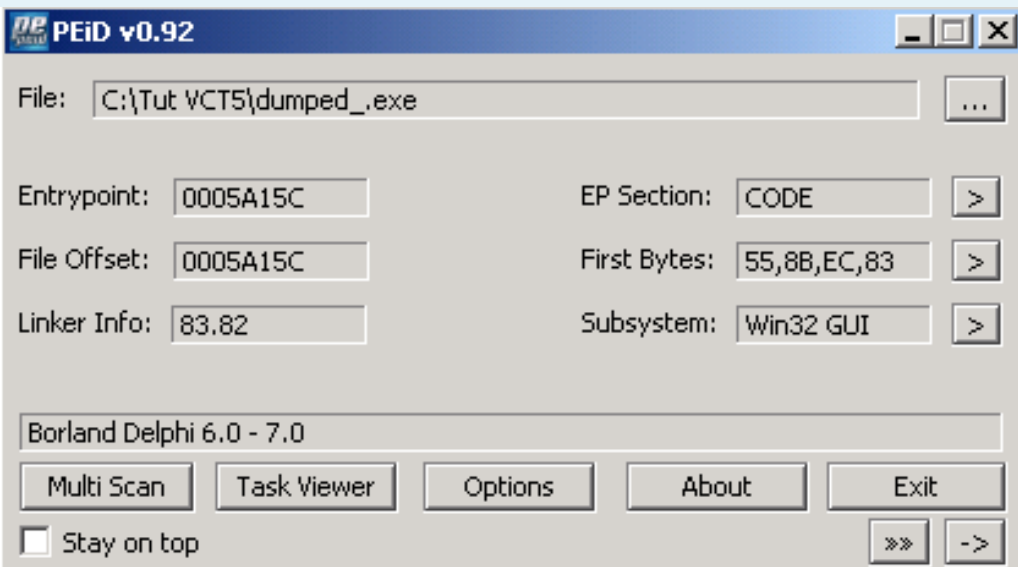 PEiD v0.92
File: C:\Tut VCT5\dumped_.exe ...
Entrypoint: 0005A15C EP Section: CODE >
File Offset: 0005A15C First Bytes: 55,8B,EC,83 >
Linker Info: 83.82 Subsystem: Win32 GUI >
Borland Delphi 6.0 - 7.0
Multi Scan Task Viewer Options About Exit
Stay on top »» ->